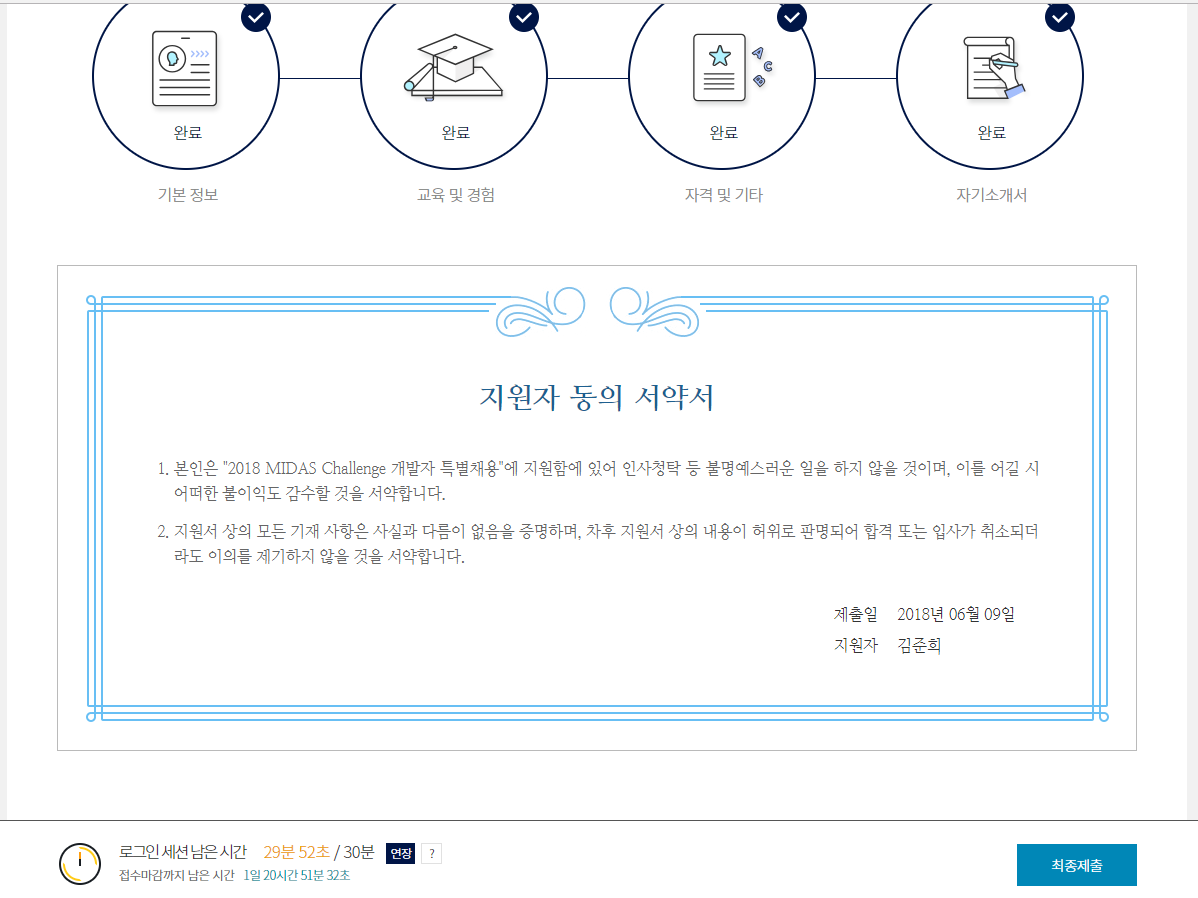 완료 완료 완료 완료
기본 정보 교육 및 경험 자격 및 기타 자기소개서
A
C
B
지원자 동의 서약서
1. 본인은 "2018 MIDAS Challenge 개발자 특별채용"에 지원함에 있어 인사청탁 등 불명예스러운 일을 하지 않을 것이며, 이를 어길 시
어떠한 불이익도 감수할 것을 서약합니다.
2. 지원서 상의 모든 기재 사항은 사실과 다름이 없음을 증명하며, 차후 지원서 상의 내용이 허위로 판명되어 합격 또는 입사가 취소되더
라도 이의를 제기하지 않을 것을 서약합니다.
제출일 2018년 06월 09일
지원자 김준희
로그인 세션 남은 시간 29분 52초 / 30분 연장 ?
접수마감까지 남은 시간 1일 20시간 51분 32초
최종제출